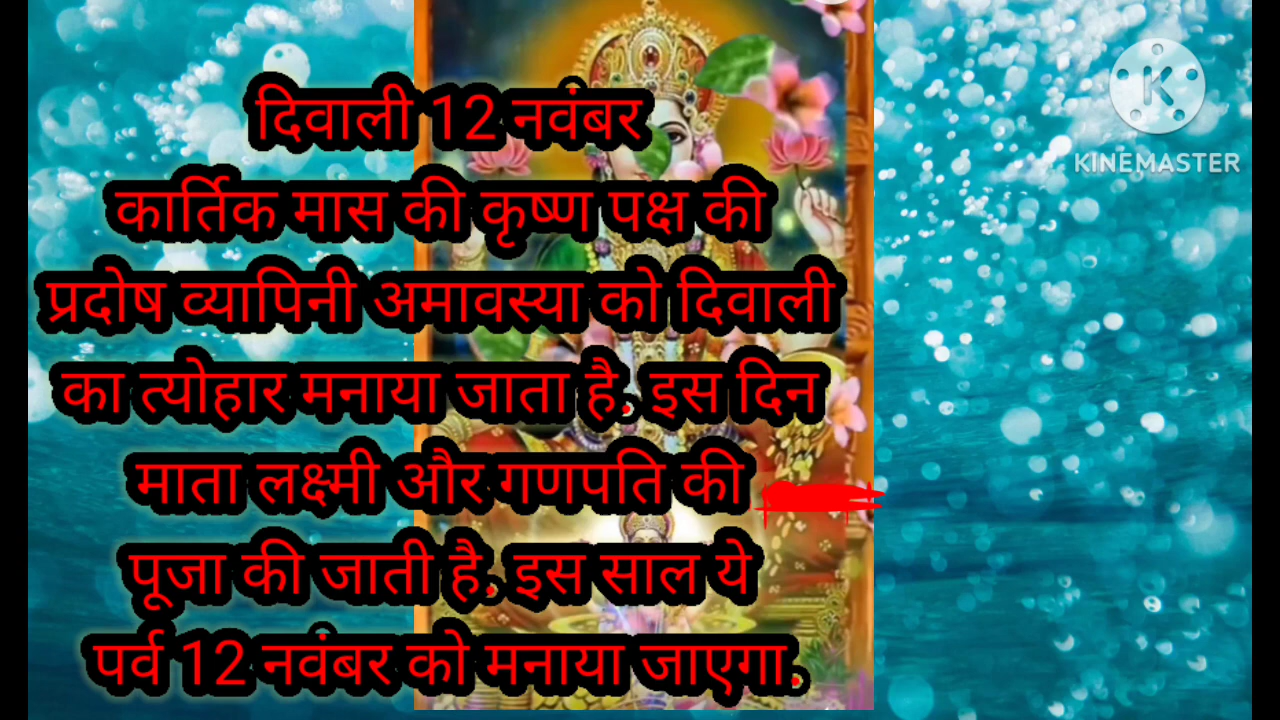 दिवाली 12 नवंबर
कार्तिक मास की कृष्ण पक्ष की
प्रदोष व्यापिनी अमावस्या को दिवाली
का त्योहार मनाया जाता है. इस दिन
माता लक्ष्मी और गणपति की
पूजा की जाती है. इस साल ये
पर्व 12 नवंबर को मनाया जाएगा.
K
KINEMASTER